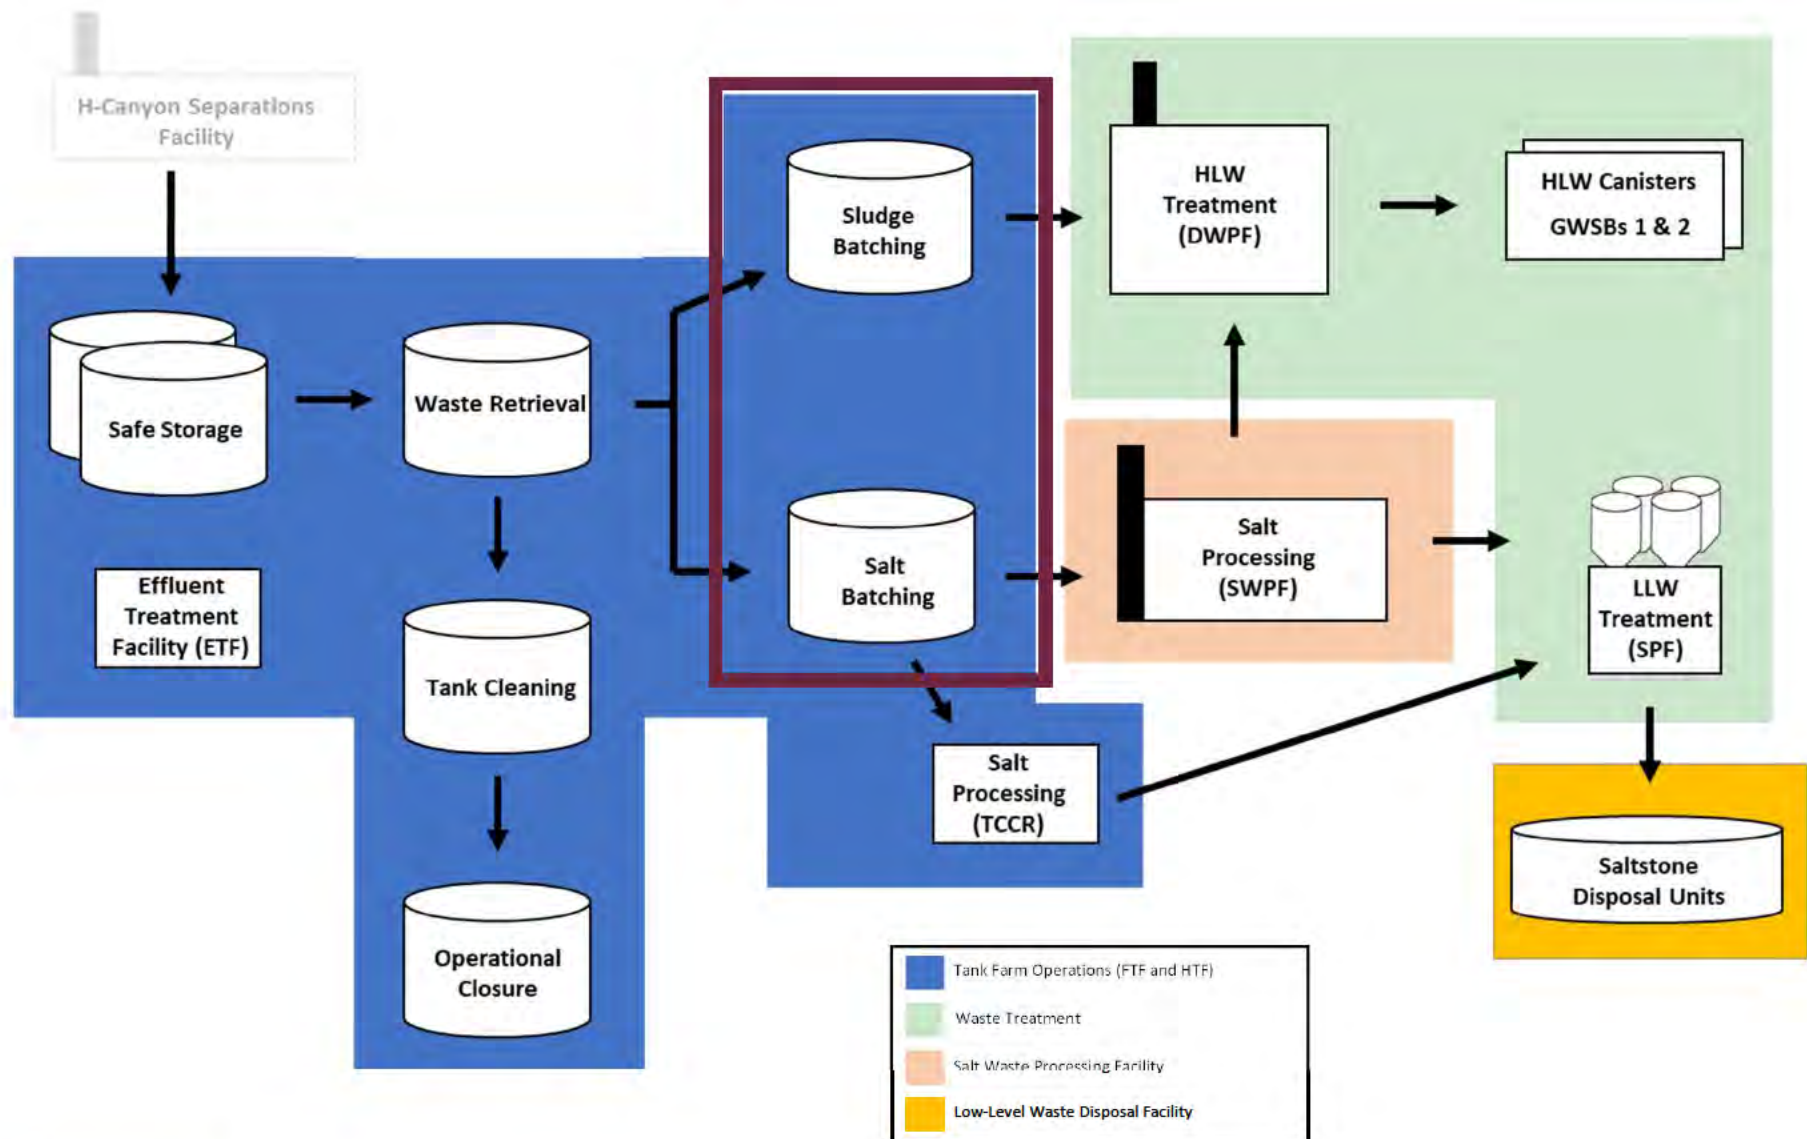 H-Canyon Separations
Facility
Safe Storage
Effluent
Treatment
Facility (ETF)
Waste Retrieval
Tank Cleaning
Operational
Closure
Sludge
Batching
Salt
Batching
Salt
Processing
(TCCR)
HLW
Treatment
(DWPF)
HLW Canisters
GWSBs 1 & 2
Salt
Processing
(SWPF)
LLW
Treatment
(SPF)
Saltstone
Disposal Units
Tank Farm Operations (FTF and HTF)
Waste Treatment
Salt Waste Processing Facility
Low-Level Waste Disposal Facility